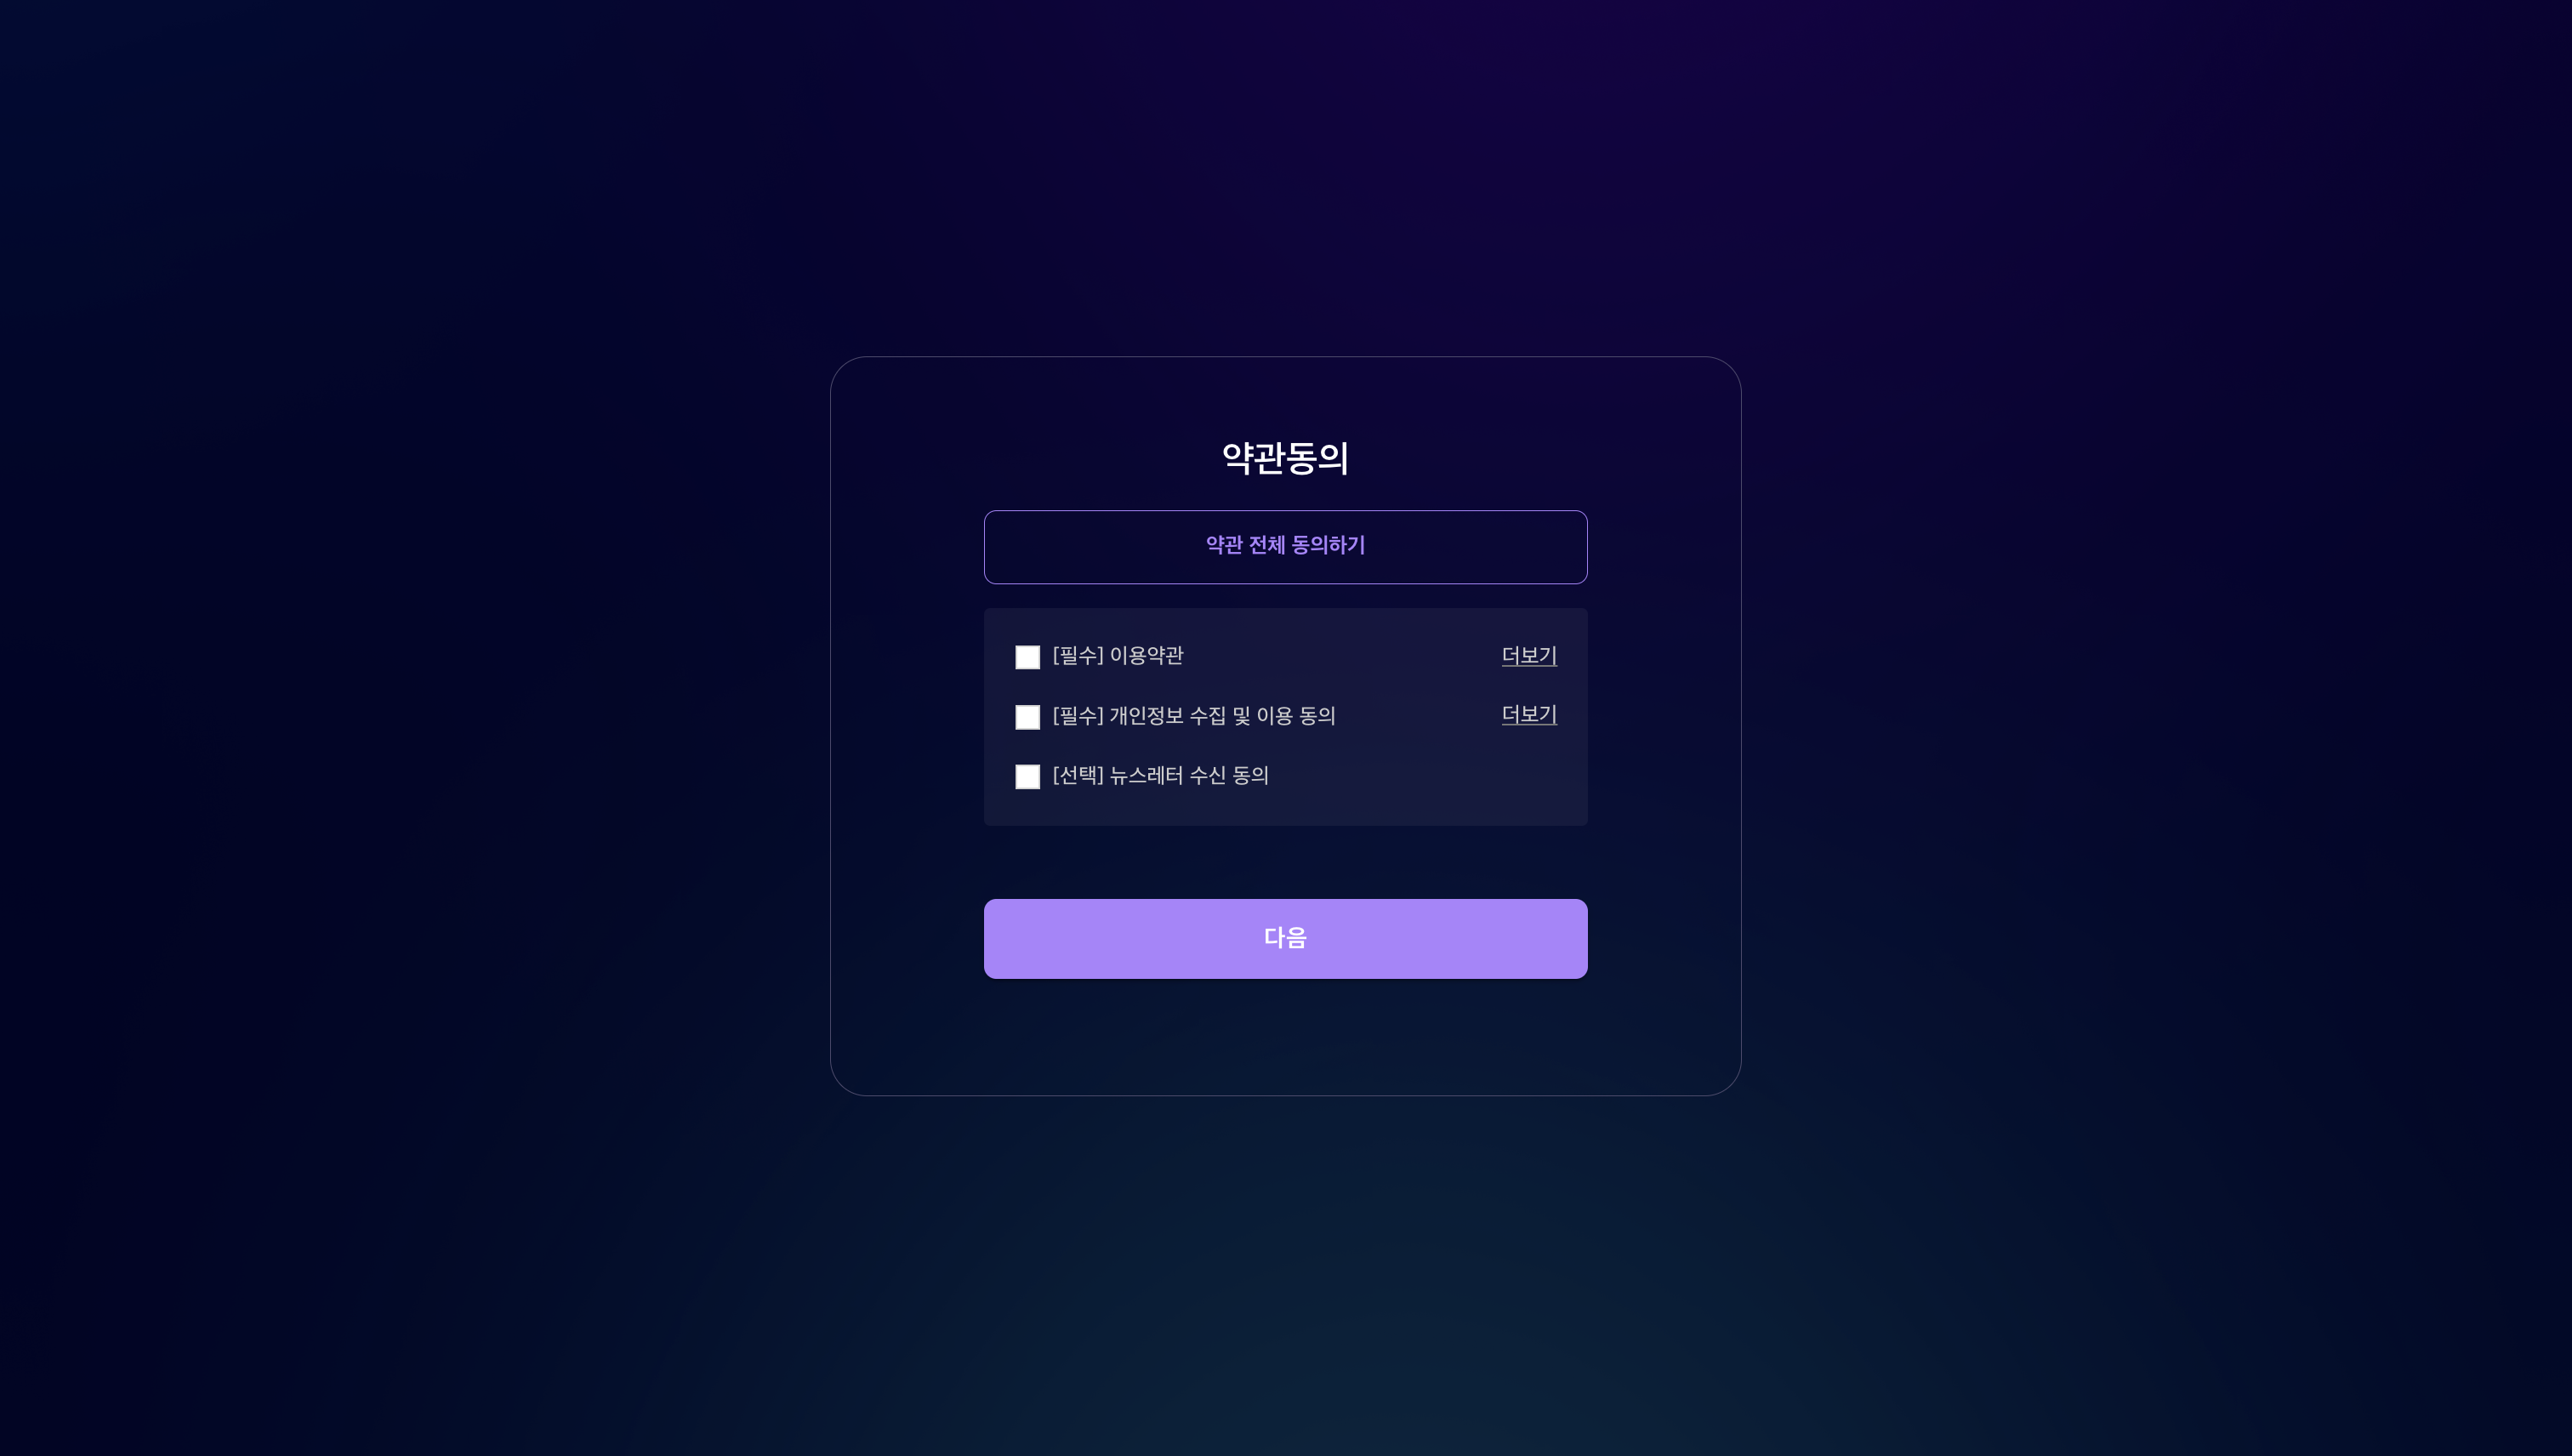 약관동의
약관 전체 동의하기
[필수] 이용약관 더보기
[필수] 개인정보 수집 및 이용 동의 더보기
[선택] 뉴스레터 수신 동의
다음